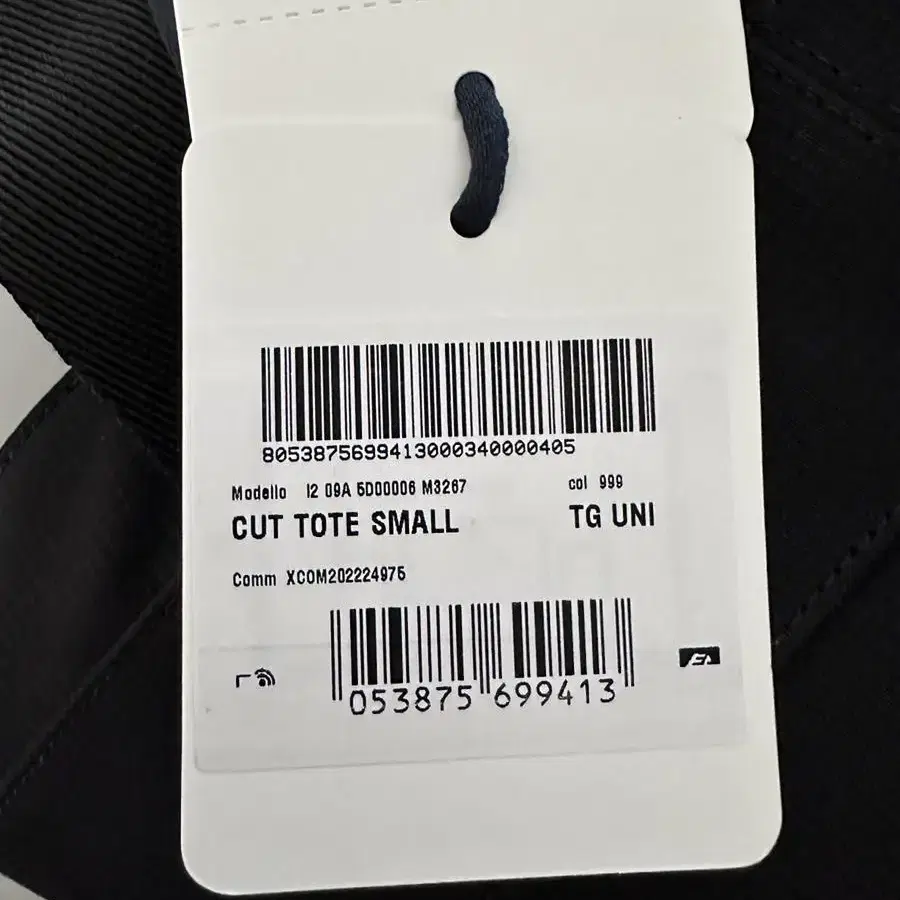 8053875699413000340000405
Modello I2 09A 5D00006 M3267
col 999
CUT TOTE SMALL
TG UNI
Comm XCOM202224975
053875 699413